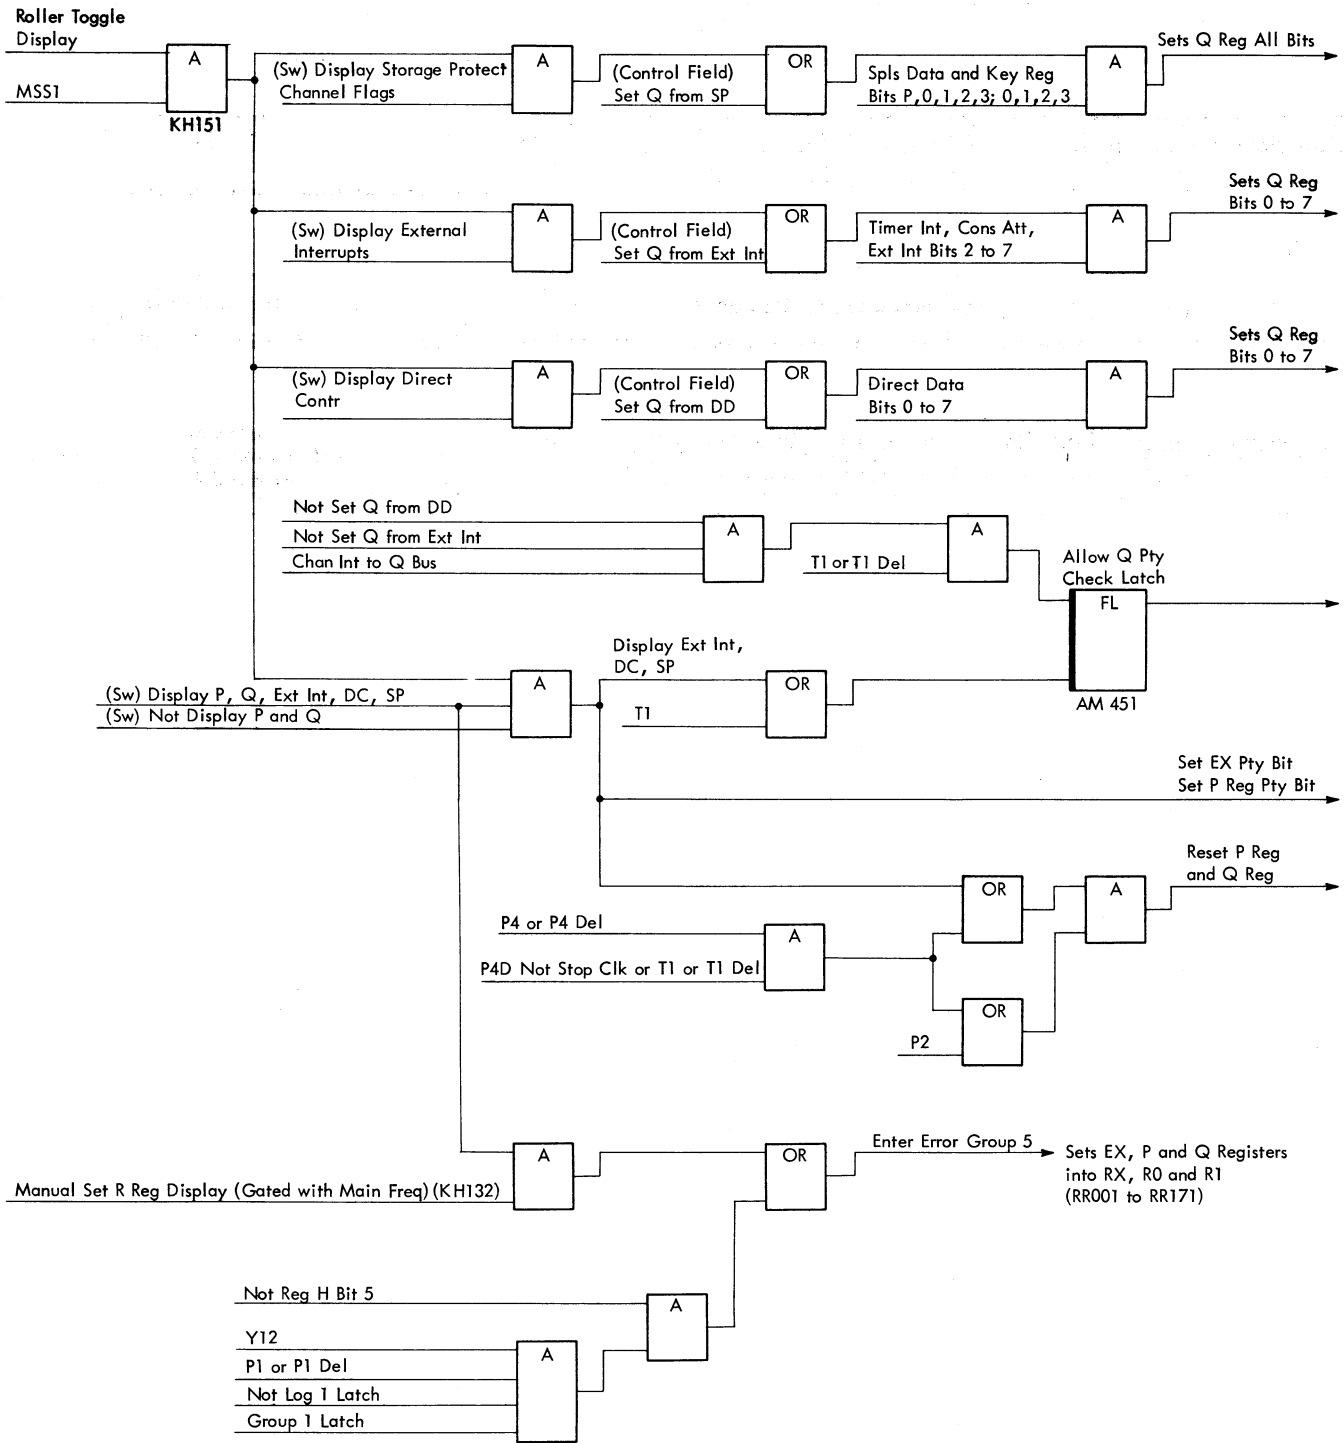 Roller Toggle
Display
MSS1
A
KH151
(Sw) Display Storage Protect
Channel Flags
A
(Control Field)
Set Q from SP
OR
Spls Data and Key Reg
Bits P,0,1,2,3; 0,1,2,3
A
Sets Q Reg All Bits
(Sw) Display External
Interrupts
A
(Control Field)
Set Q from Ext Int
OR
Timer Int, Cons Att,
Ext Int Bits 2 to 7
A
Sets Q Reg
Bits 0 to 7
(Sw) Display Direct
Contr
A
(Control Field)
Set Q from DD
OR
Direct Data
Bits 0 to 7
A
Sets Q Reg
Bits 0 to 7
Not Set Q from DD
Not Set Q from Ext Int
Chan Int to Q Bus
A
T1 or T1 Del
A
Allow Q Pty
Check Latch
FL
AM 451
(Sw) Display P, Q, Ext Int, DC, SP
(Sw) Not Display P and Q
A
Display Ext Int,
DC, SP
T1
OR
Set EX Pty Bit
Set P Reg Pty Bit
P4 or P4 Del
P4D Not Stop Clk or T1 or T1 Del
A
OR
P2
OR
A
Reset P Reg
and Q Reg
Manual Set R Reg Display (Gated with Main Freq) (KH132)
A
OR
Enter Error Group 5
Sets EX, P and Q Registers
into RX, R0 and R1
(RR001 to RR171)
Not Reg H Bit 5
A
Y12
P1 or P1 Del
Not Log 1 Latch
Group 1 Latch
A